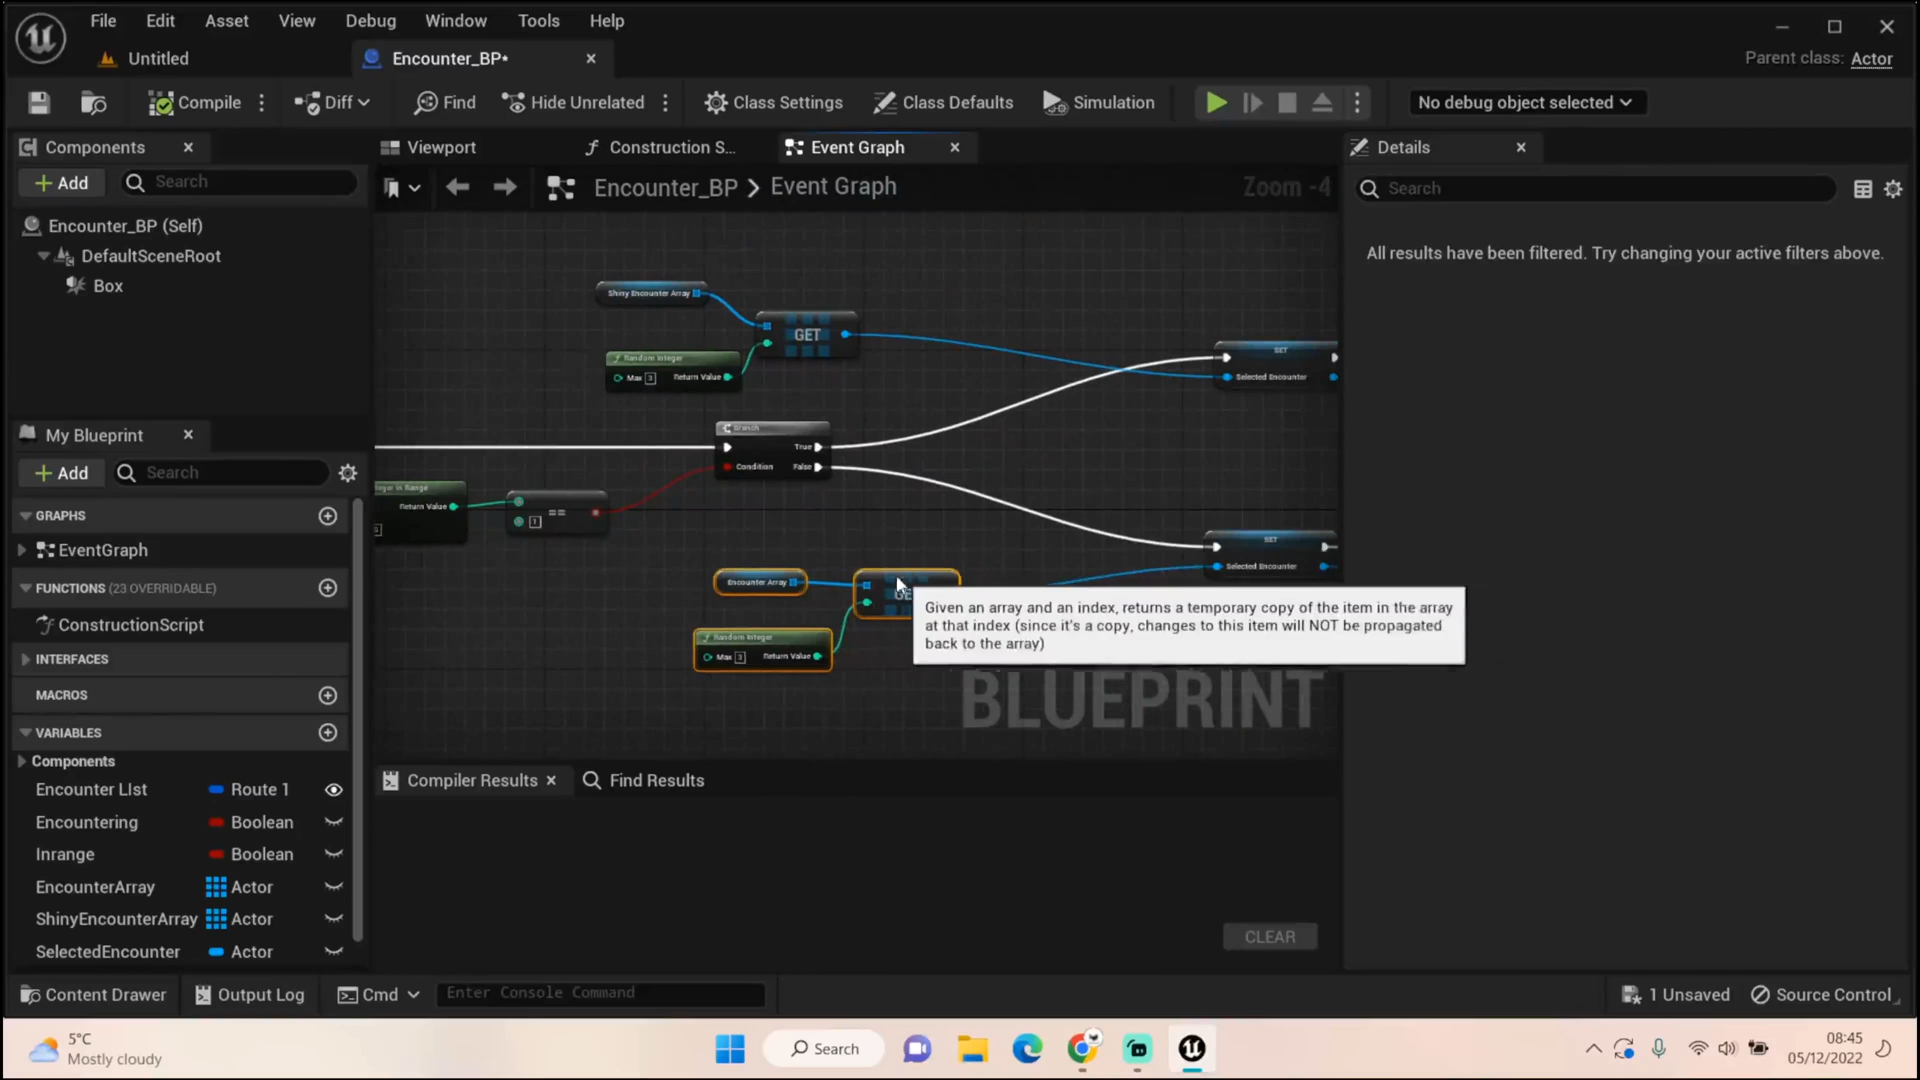 File Edit Asset View Debug Window Tools Help
Untitled Encounter_BP* Parent class: Actor
Compile Diff Find Hide Unrelated Class Settings Class Defaults Simulation No debug object selected
Components Viewport Construction S... Event Graph Details
Add Search Encounter_BP > Event Graph Zoom -4 Search
Encounter_BP (Self)
DefaultSceneRoot
Box
All results have been filtered. Try changing your active filters above.
Shiny Encounter Array
GET
Random Integer
Max 3 Return Value
SET
Selected Encounter
Branch
True
Condition False
Return Value
== 1
SET
Selected Encounter
Encounter Array
Random Integer
Max 3 Return Value
Given an array and an index, returns a temporary copy of the item in the array
at that index (since it's a copy, changes to this item will NOT be propagated
back to the array)
BLUEPRINT
My Blueprint
Add Search
GRAPHS
EventGraph
FUNCTIONS (23 OVERRIDABLE)
ConstructionScript
INTERFACES
MACROS
VARIABLES
Components
Encounter LIst Route 1
Encountering Boolean
Inrange Boolean
EncounterArray Actor
ShinyEncounterArray Actor
SelectedEncounter Actor
Compiler Results Find Results
CLEAR
Content Drawer Output Log Cmd Enter Console Command 1 Unsaved Source Control
5°C
Mostly cloudy
Search
08:45
05/12/2022